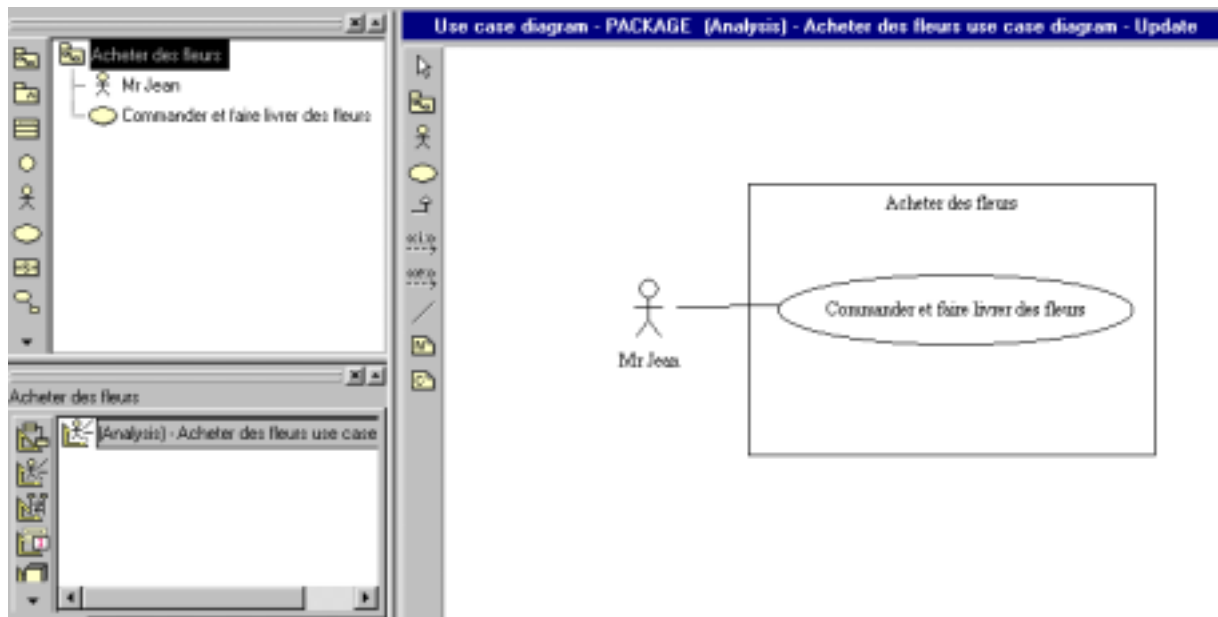 Acheter des fleurs
Mr Jean
Commander et faire livrer des fleurs
Acheter des fleurs
(Analysis) - Acheter des fleurs use case
Use case diagram - PACKAGE (Analysis) - Acheter des fleurs use case diagram - Update
Acheter des fleurs
Commander et faire livrer des fleurs
Mr Jean